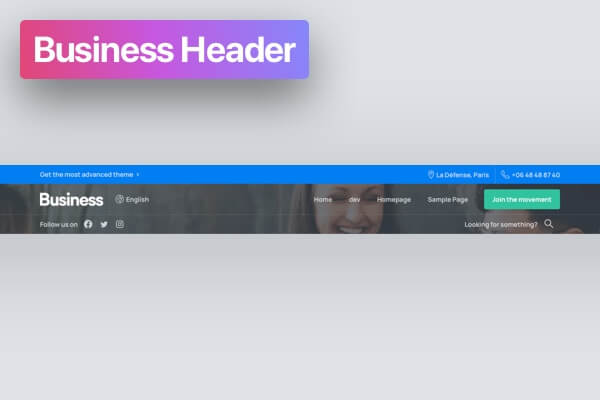 Business Header
Get the most advanced theme ›
La Défense, Paris
+06 48 48 87 40
Business
English
Home
dev
Homepage
Sample Page
Join the movement
Follow us on
Looking for something?